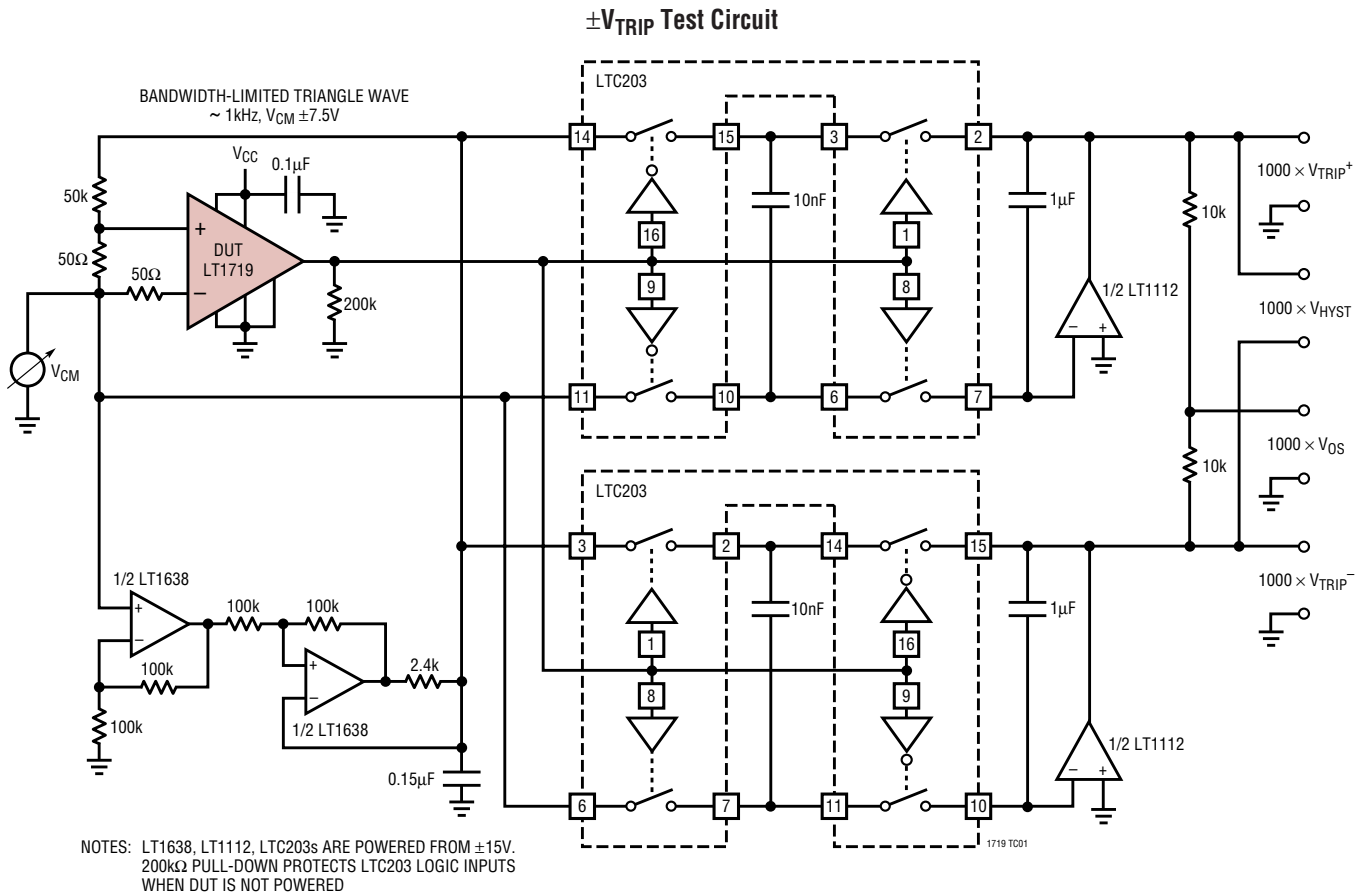 ±VTRIP Test Circuit
LTC203
BANDWIDTH-LIMITED TRIANGLE WAVE
~ 1kHz, VCM ±7.5V
14
15
3
2
VCC
0.1µF
50k
+
DUT
LT1719
−
50Ω
50Ω
200k
VCM
16
9
10nF
1
8
1µF
10k
1/2 LT1112
− +
1000 × VTRIP+
1000 × VHYST
11
10
6
7
10k
1000 × VOS
LTC203
3
2
14
15
1000 × VTRIP−
1/2 LT1638
+
−
100k
100k
100k
100k
+
−
1/2 LT1638
2.4k
0.15µF
1
8
10nF
16
9
1µF
1/2 LT1112
− +
6
7
11
10
1719 TC01
NOTES: LT1638, LT1112, LTC203s ARE POWERED FROM ±15V.
200kΩ PULL-DOWN PROTECTS LTC203 LOGIC INPUTS
WHEN DUT IS NOT POWERED